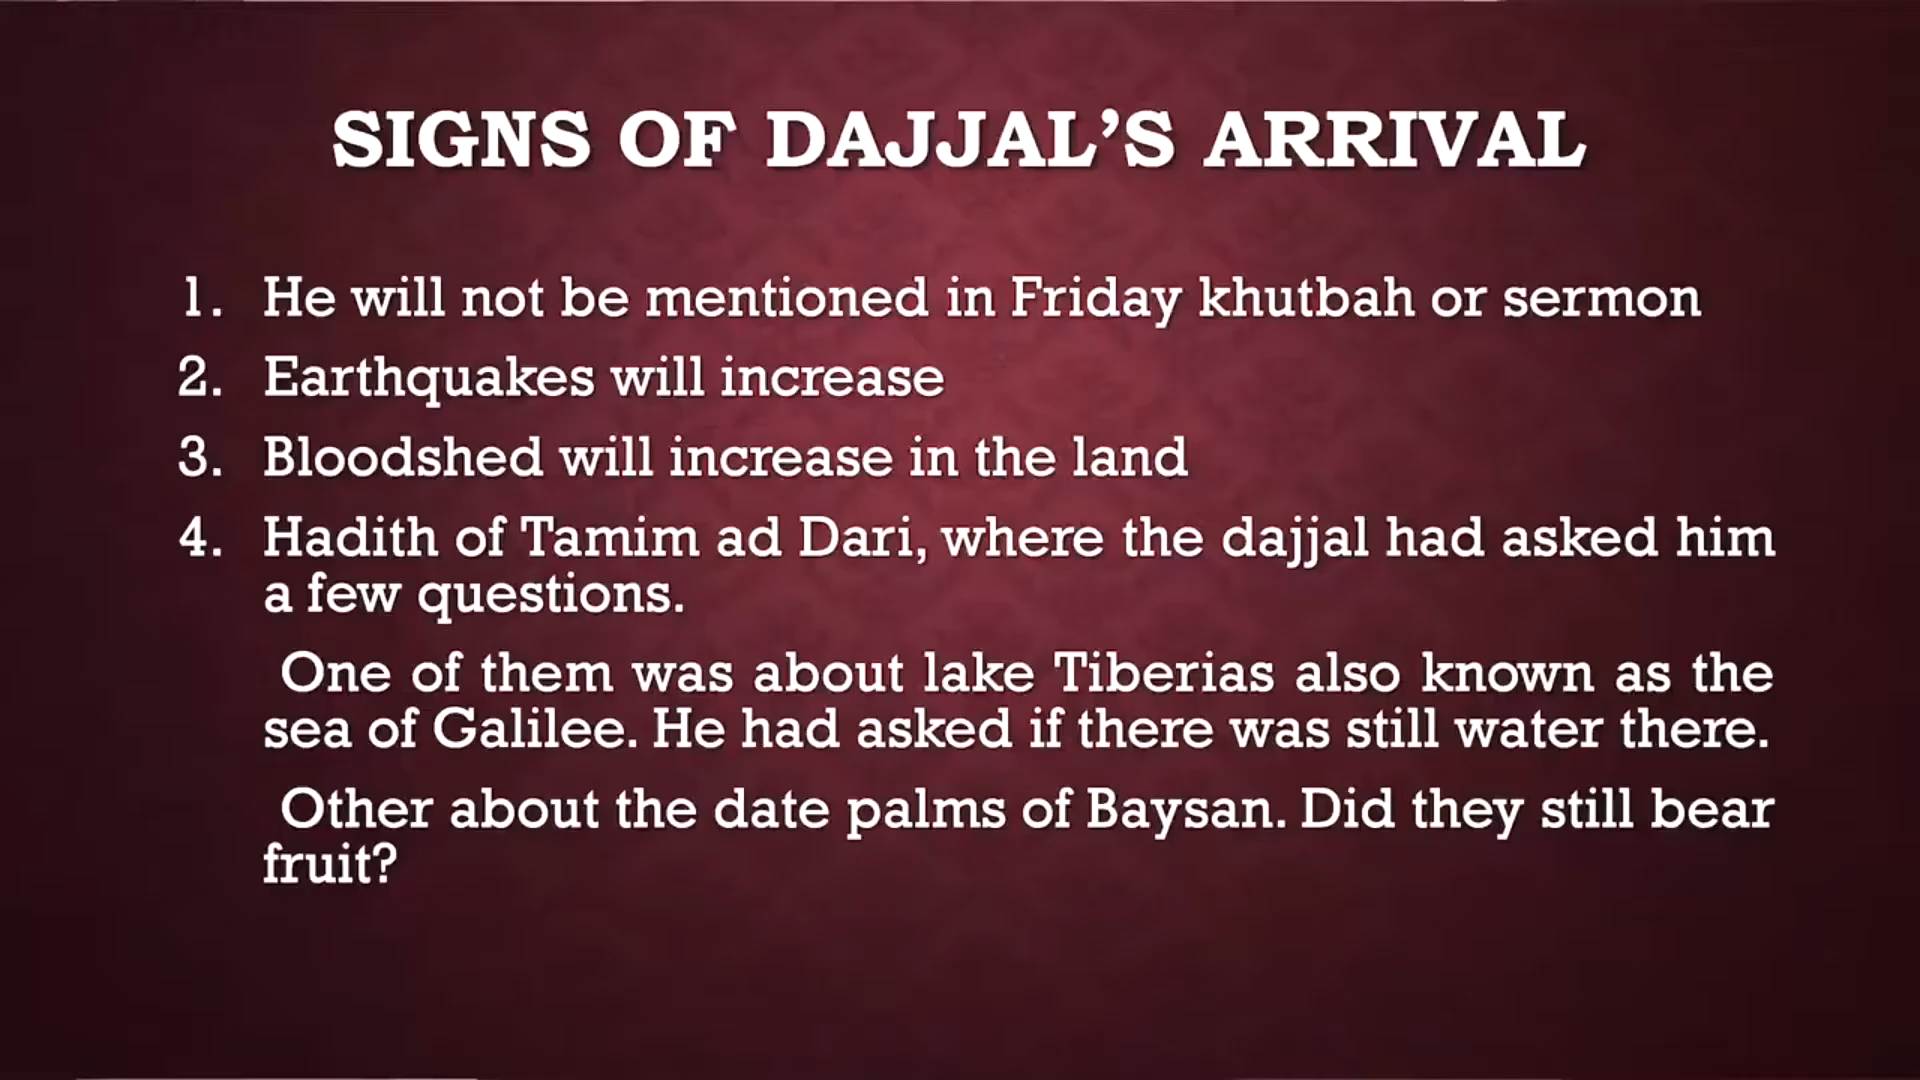 SIGNS OF DAJJAL’S ARRIVAL
1. He will not be mentioned in Friday khutbah or sermon
2. Earthquakes will increase
3. Bloodshed will increase in the land
4. Hadith of Tamim ad Dari, where the dajjal had asked him
a few questions.
One of them was about lake Tiberias also known as the
sea of Galilee. He had asked if there was still water there.
Other about the date palms of Baysan. Did they still bear
fruit?